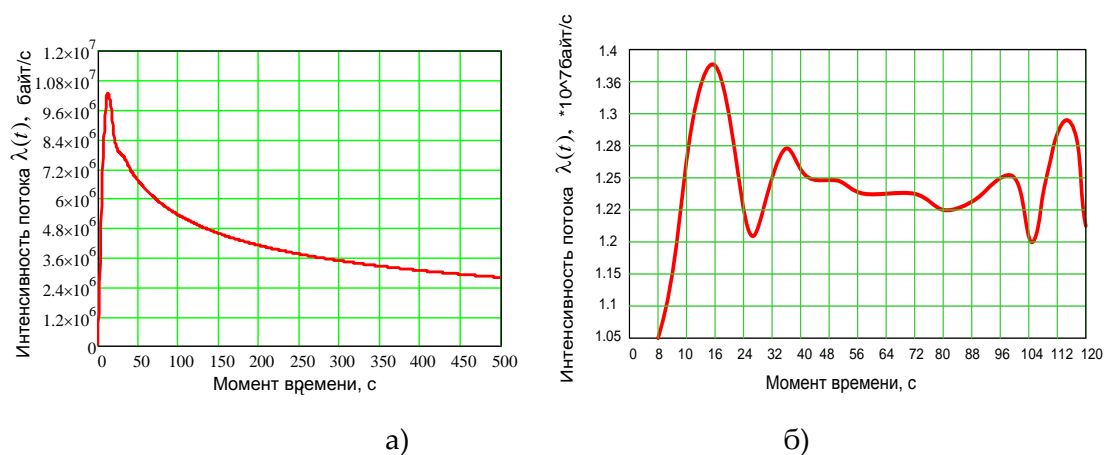 Интенсивность потока λ(t), байт/с
1.2×10^7
1.08×10^7
9.6×10^6
8.4×10^6
7.2×10^6
6×10^6
4.8×10^6
3.6×10^6
2.4×10^6
1.2×10^6
0
0 50 100 150 200 250 300 350 400 450 500
Момент времени, с
t
а)
Интенсивность потока λ(t), *10^7байт/с
1.4
1.36
1.3
1.28
1.25
1.22
1.2
1.15
1.1
1.05
0 8 10 16 24 32 40 48 56 64 72 80 88 96 104 112 120
Момент времени, с
б)